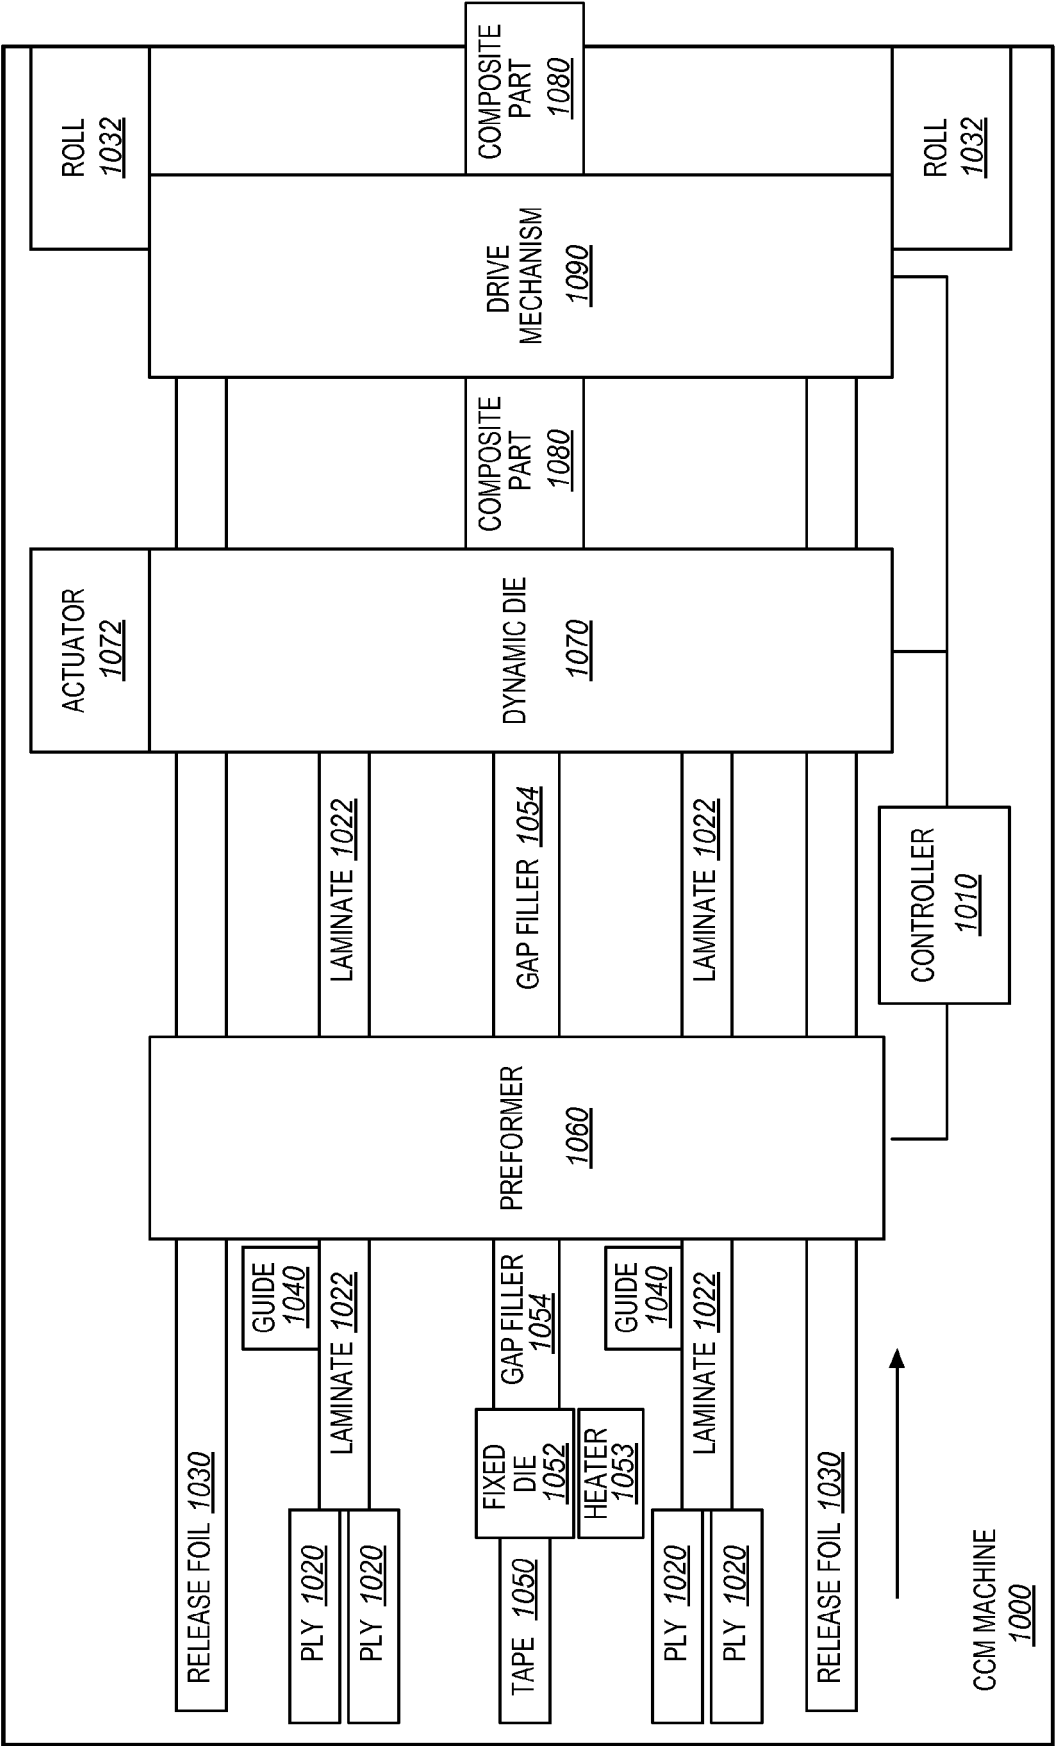 RELEASE FOIL 1030
PLY 1020
PLY 1020
LAMINATE 1022
GUIDE
1040
TAPE 1050
FIXED
DIE
1052
HEATER
1053
GAP FILLER
1054
PLY 1020
PLY 1020
LAMINATE 1022
GUIDE
1040
RELEASE FOIL 1030
PREFORMER
1060
LAMINATE 1022
GAP FILLER 1054
LAMINATE 1022
ACTUATOR
1072
DYNAMIC DIE
1070
COMPOSITE
PART
1080
DRIVE
MECHANISM
1090
ROLL
1032
COMPOSITE
PART
1080
ROLL
1032
CONTROLLER
1010
CCM MACHINE
1000